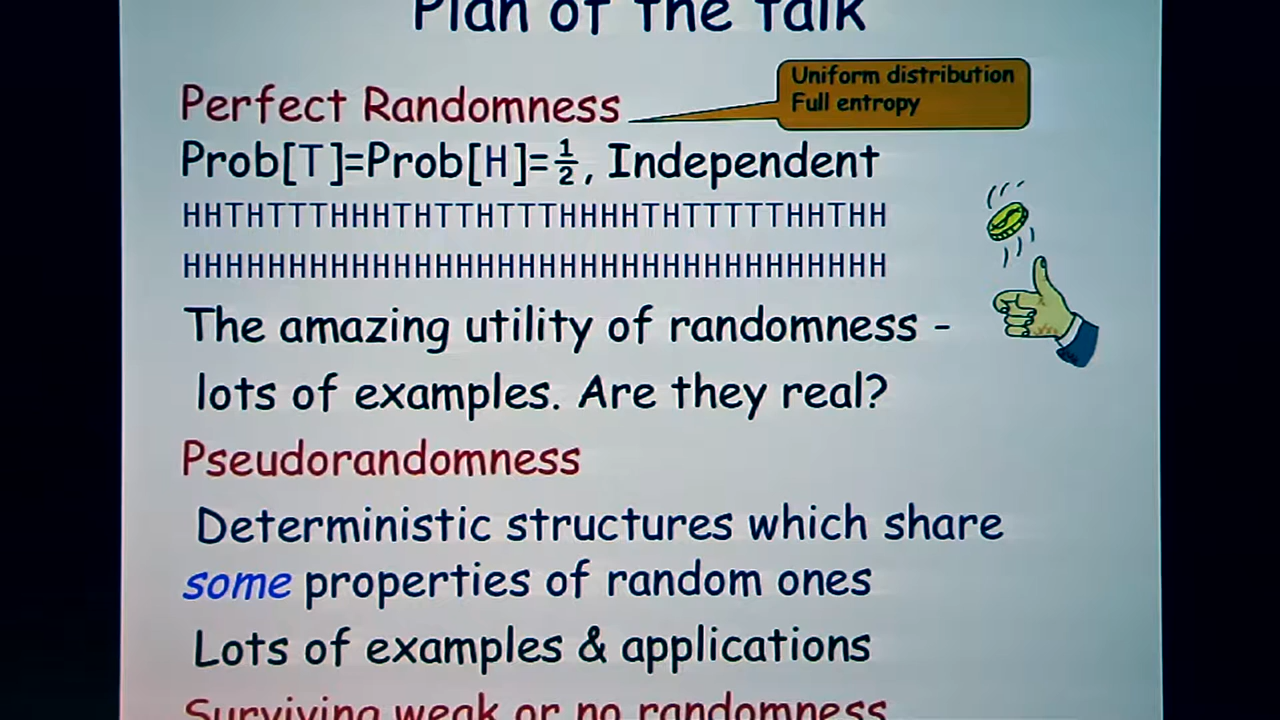 Plan of the talk
Uniform distribution
Full entropy
Perfect Randomness
Prob[T]=Prob[H]=½, Independent
HHTHTTTHHHTHTTHTTTHHHHTHTTTTTHHTHH
HHHHHHHHHHHHHHHHHHHHHHHHHHHHHHHHHH
The amazing utility of randomness -
lots of examples. Are they real?
Pseudorandomness
Deterministic structures which share
some properties of random ones
Lots of examples & applications
Surviving weak or no randomness